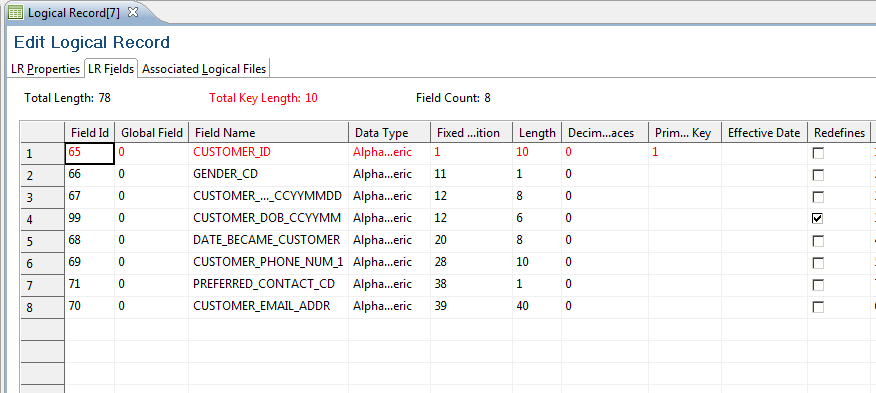 Logical Record[7]
Edit Logical Record
LR Properties LR Fields Associated Logical Files
Total Length: 78 Total Key Length: 10 Field Count: 8
Field Id Global Field Field Name Data Type Fixed ...ition Length Decim...aces Prim... Key Effective Date Redefines
1 65 0 CUSTOMER_ID Alpha...eric 1 10 0 1
2 66 0 GENDER_CD Alpha...eric 11 1 0
3 67 0 CUSTOMER_..._CCYYMMDD Alpha...eric 12 8 0
4 99 0 CUSTOMER_DOB_CCYYMM Alpha...eric 12 6 0
5 68 0 DATE_BECAME_CUSTOMER Alpha...eric 20 8 0
6 69 0 CUSTOMER_PHONE_NUM_1 Alpha...eric 28 10 0
7 71 0 PREFERRED_CONTACT_CD Alpha...eric 38 1 0
8 70 0 CUSTOMER_EMAIL_ADDR Alpha...eric 39 40 0